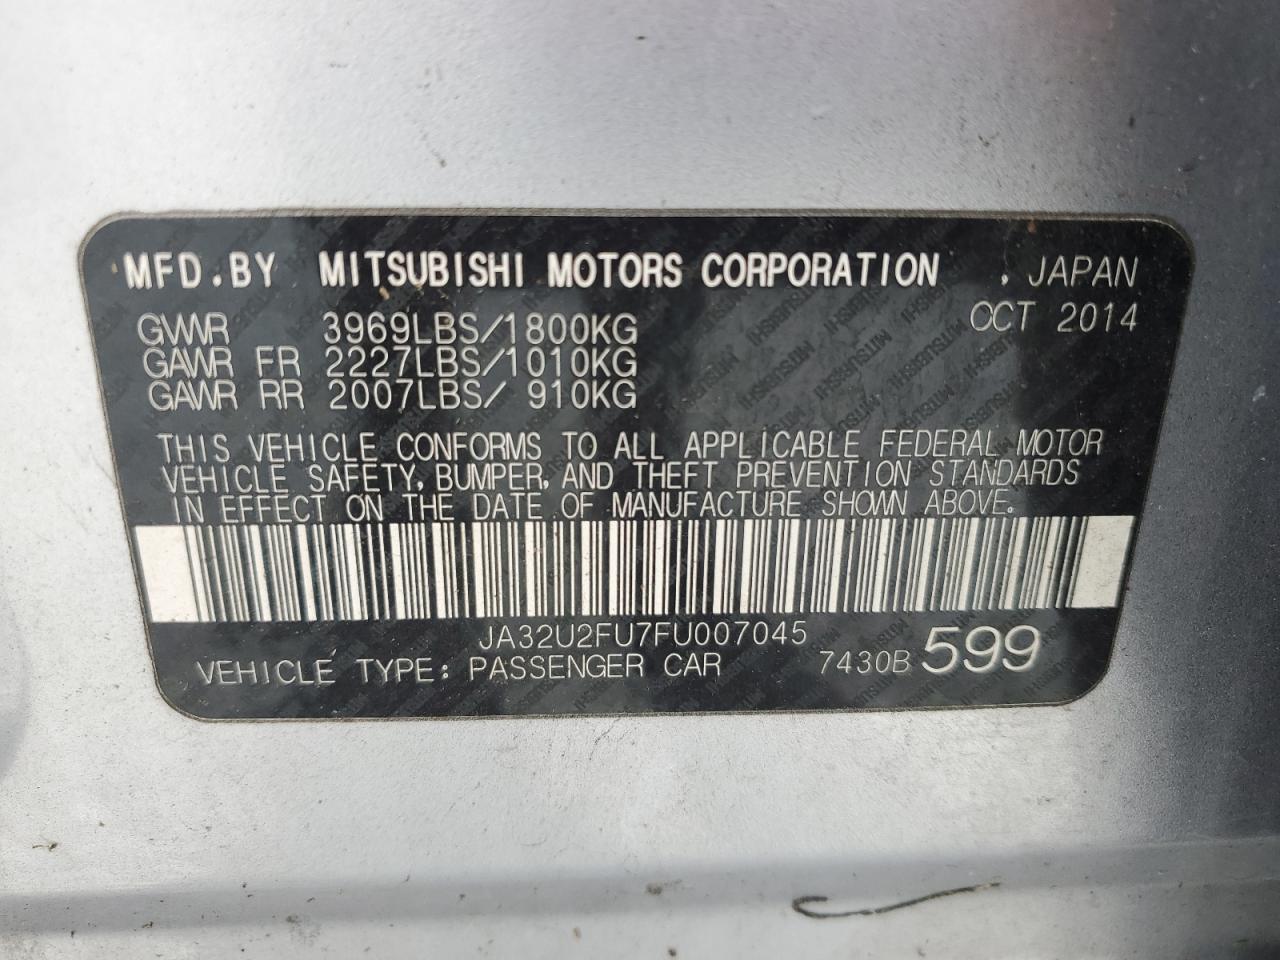 MFD.BY MITSUBISHI MOTORS CORPORATION , JAPAN
OCT 2014
GVWR 3969LBS/1800KG
GAWR FR 2227LBS/1010KG
GAWR RR 2007LBS/ 910KG
THIS VEHICLE CONFORMS TO ALL APPLICABLE FEDERAL MOTOR
VEHICLE SAFETY, BUMPER, AND THEFT PREVENTION STANDARDS
IN EFFECT ON THE DATE OF MANUFACTURE SHOWN ABOVE.
JA32U2FU7FU007045
VEHICLE TYPE: PASSENGER CAR 7430B 599